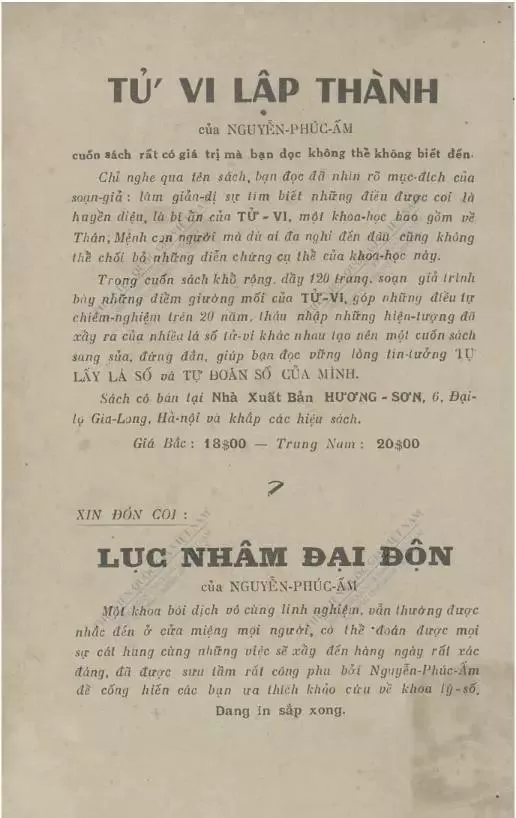 TỬ VI LẬP THÀNH
của NGUYỄN-PHÚC-ẤM
cuốn sách rất có giá trị mà bạn đọc không thể không biết đến.
Chỉ nghe qua tên sách, bạn đọc đã nhìn rõ mục-đích của
soạn-giả : làm giản-dị sự tìm biết những điều được coi là
huyền diệu, là bí ẩn của TỬ-VI, một khoa-học bao gồm về
Thân, Mệnh con người mà dù ai đa nghi đến đâu cũng không
thể chối bỏ những diễn chứng cụ thể của khoa-học này.
Trong cuốn sách khổ rộng, dầy 120 trang, soạn giả trình
bày những điềm giường mối của TỬ-VI, góp những điều tự
chiêm-nghiệm trên 20 năm, thâu nhập những hiện-tượng đã
xẩy ra của nhiều lá số tử-vi khác nhau tạo nên một cuốn sách
sang sủa, đứng đắn, giúp bạn đọc vững lòng tin-tưởng TỰ
LẤY LÁ SỐ và TỰ ĐOÁN SỐ CỦA MÌNH.
Sách có bán tại Nhà Xuất Bản HƯƠNG - SƠN, 6, Đại-
lộ Gia-Long, Hà-nội và khắp các hiệu sách.
Giá Bắc : 18$00 — Trung Nam : 20$00
XIN ĐÓN COI :
LỤC NHÂM ĐẠI ĐỘN
của NGUYỄN-PHÚC-ẤM
Một khoa bói dịch vô cùng linh nghiệm, vẫn thường được
nhắc đến ở cửa miệng mọi người, có thể đoán được mọi
sự cát hung cùng những việc sẽ xẩy đến hàng ngày rất xác
đáng, đã được sưu tầm rất công phu bởi Nguyễn-Phúc-Ấm
để cống hiến các bạn ưa thích khảo cứu về khoa lý-số.
Đang in sắp xong.